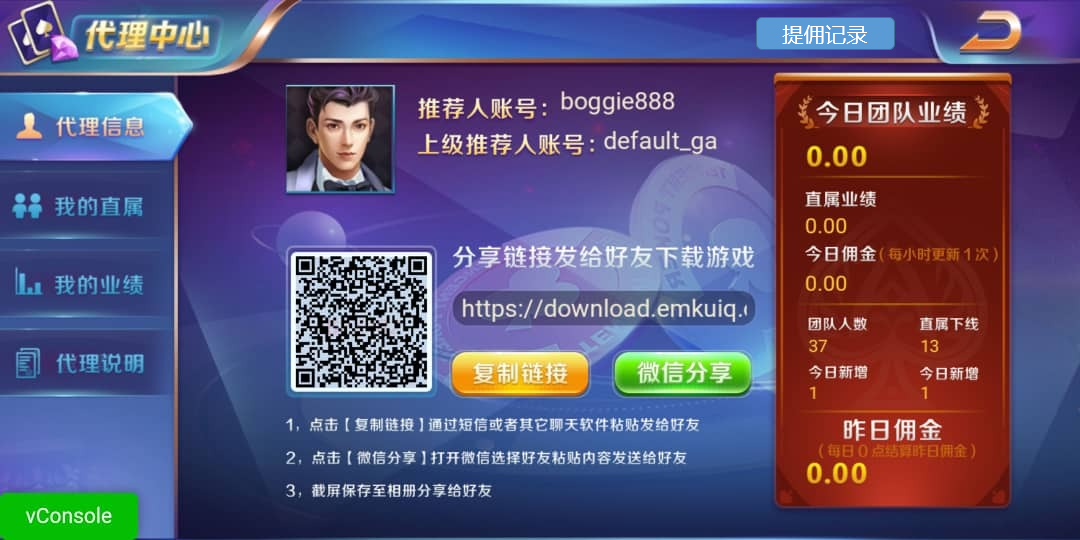 代理中心
提佣记录
代理信息
我的直属
我的业绩
代理说明
vConsole
推荐人账号：boggie888
上级推荐人账号：default_ga
分享链接发给好友下载游戏
https://download.emkuiq.
复制链接
微信分享
1，点击【复制链接】通过短信或者其它聊天软件粘贴发给好友
2，点击【微信分享】打开微信选择好友粘贴内容发送给好友
3，截屏保存至相册分享给好友
今日团队业绩
0.00
直属业绩
0.00
今日佣金(每小时更新1次)
0.00
团队人数 直属下线
37 13
今日新增 今日新增
1 1
昨日佣金
(每日0点结算昨日佣金)
0.00